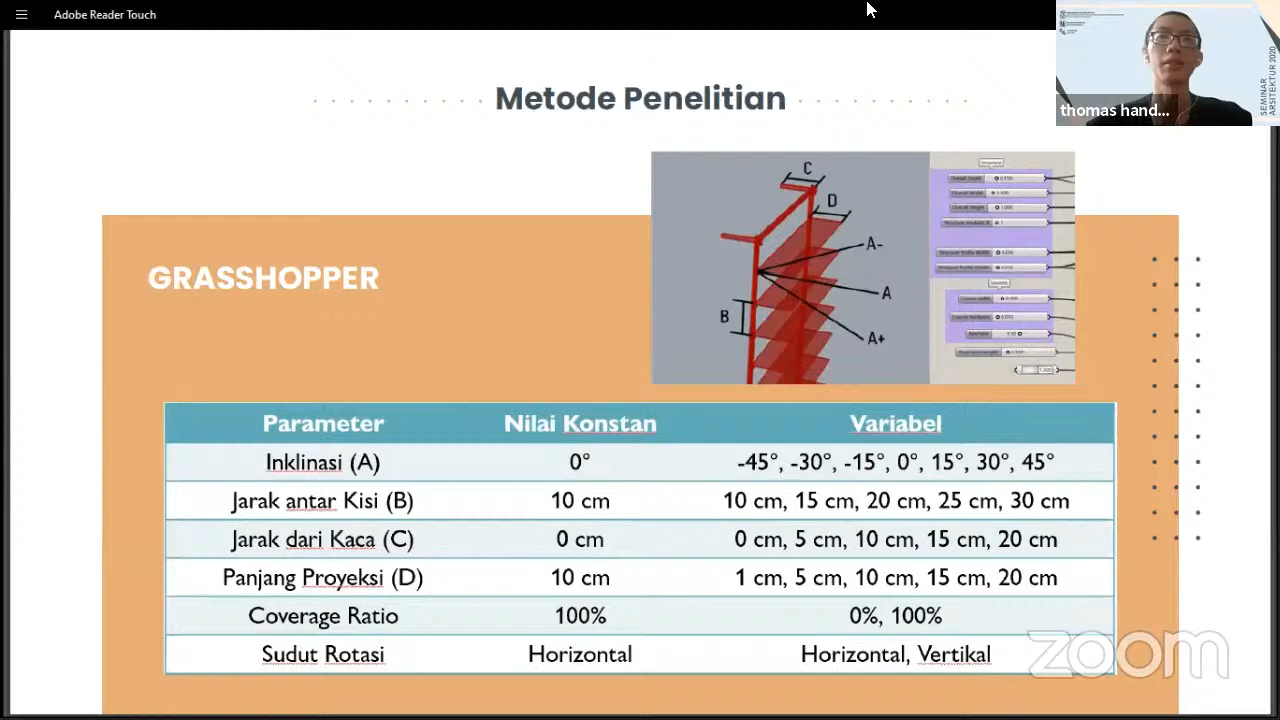 Adobe Reader Touch
thomas hand...
SEMINAR
ARSITEKTUR 2020
Metode Penelitian
GRASSHOPPER
C
D
A-
A
B
A+
Parameter Nilai Konstan Variabel
Inklinasi (A) 0° -45°, -30°, -15°, 0°, 15°, 30°, 45°
Jarak antar Kisi (B) 10 cm 10 cm, 15 cm, 20 cm, 25 cm, 30 cm
Jarak dari Kaca (C) 0 cm 0 cm, 5 cm, 10 cm, 15 cm, 20 cm
Panjang Proyeksi (D) 10 cm 1 cm, 5 cm, 10 cm, 15 cm, 20 cm
Coverage Ratio 100% 0%, 100%
Sudut Rotasi Horizontal Horizontal, Vertikal
zoom